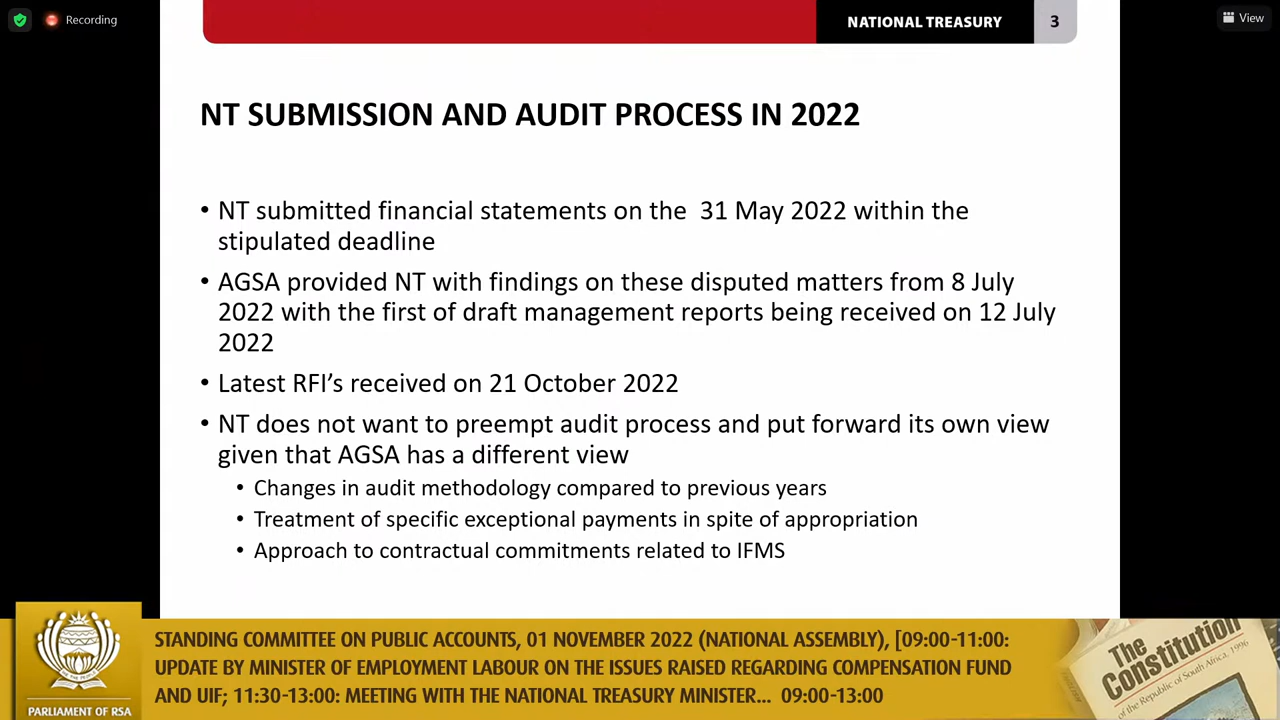 Recording
NATIONAL TREASURY 3
View
NT SUBMISSION AND AUDIT PROCESS IN 2022
• NT submitted financial statements on the 31 May 2022 within the
stipulated deadline
• AGSA provided NT with findings on these disputed matters from 8 July
2022 with the first of draft management reports being received on 12 July
2022
• Latest RFI’s received on 21 October 2022
• NT does not want to preempt audit process and put forward its own view
given that AGSA has a different view
• Changes in audit methodology compared to previous years
• Treatment of specific exceptional payments in spite of appropriation
• Approach to contractual commitments related to IFMS
PARLIAMENT OF RSA
STANDING COMMITTEE ON PUBLIC ACCOUNTS, 01 NOVEMBER 2022 (NATIONAL ASSEMBLY), [09:00-11:00:
UPDATE BY MINISTER OF EMPLOYMENT LABOUR ON THE ISSUES RAISED REGARDING COMPENSATION FUND
AND UIF; 11:30-13:00: MEETING WITH THE NATIONAL TREASURY MINISTER... 09:00-13:00
The
Constitution
of the Republic of South Africa, 1996